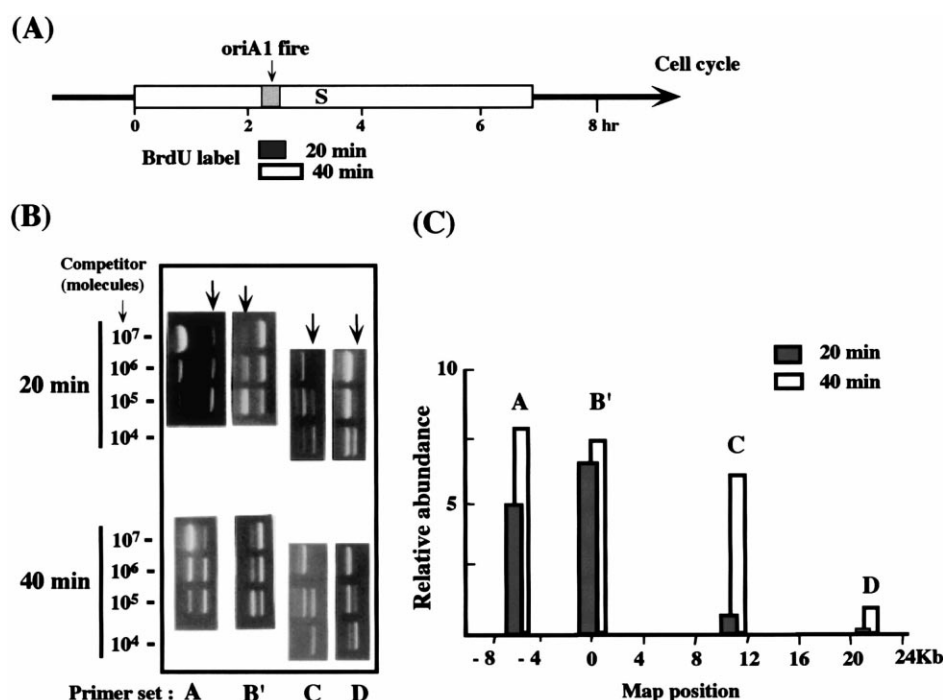 (A)
oriA1 fire
Cell cycle
S
0 2 4 6 8 hr
BrdU label
20 min
40 min
(B)
Competitor
(molecules)
20 min
10⁷ -
10⁶ -
10⁵ -
10⁴ -
40 min
10⁷ -
10⁶ -
10⁵ -
10⁴ -
Primer set : A B' C D
(C)
20 min
40 min
Relative abundance
10
5
A B' C D
- 8 - 4 0 4 8 12 16 20 24Kb
Map position